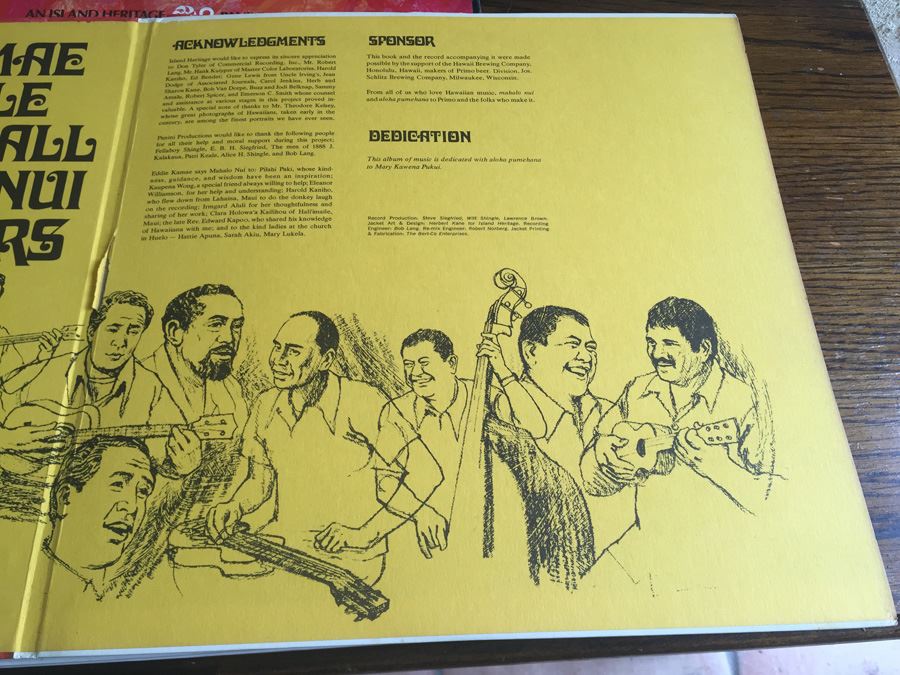 AN ISLAND HERITAGE
MAE
LE
ALL
NUI
RS
ACKNOWLEDGMENTS
Island Heritage would like to express its sincere appreciation
to Don Tyler of Commercial Recording, Inc., Mr. Robert
Lang, Mr. Hank Kuyper of Master Color Laboratories, Harold
Kaniho, Ed Bender, Gene Lewis from Uncle Irving's, Jean
Dodge of Associated Journals, Carol Jenkins, Herb and
Sharon Kane, Bob Van Dorpe, Buzz and Jodi Belknap, Sammy
Amalu, Robert Spicer, and Emerson C. Smith whose counsel
and assistance at various stages in this project proved in-
valuable. A special note of thanks to Mr. Theodore Kelsey,
whose great photographs of Hawaiians, taken early in the
century, are among the finest portraits we have ever seen.
Panini Productions would like to thank the following people
for all their help and moral support during this project;
Fellaboy Shingle, E. B. H. Siegfried, The men of 1888 J.
Kalakaua, Patti Keale, Alice H. Shingle, and Bob Lang.
Eddie Kamae says Mahalo Nui to: Pilahi Paki, whose kind-
ness, guidance, and wisdom have been an inspiration;
Kaupena Wong, a special friend always willing to help; Eleanor
Williamson, for her help and understanding; Harold Kaniho,
who flew down from Lahaina, Maui to do the donkey laugh
on the recording; Irmgard Aluli for her thoughtfulness and
sharing of her work; Clara Holowa'a Kailihou of Halfimaile,
Maui; the late Rev. Edward Kapoo, who shared his knowledge
of Hawaiians with me; and to the kind ladies at the church
in Huelo — Hattie Apuna, Sarah Akiu, Mary Lukela.
SPONSOR
This book and the record accompanying it were made
possible by the support of the Hawaii Brewing Company,
Honolulu, Hawaii, makers of Primo beer. Division, Jos.
Schlitz Brewing Company, Milwaukee, Wisconsin.
From all of us who love Hawaiian music, mahalo nui
and aloha pumehana to Primo and the folks who make it.
DEDICATION
This album of music is dedicated with aloha pumehana
to Mary Kawena Pukui.
Record Production: Steve Siegfried, Witt Shingle, Lawrence Brown.
Jacket Art & Design: Herbert Kane for Island Heritage. Recording
Engineer: Bob Lang. Re-mix Engineer: Robert Norberg. Jacket Printing
& Fabrication: The Bert-Co Enterprises.